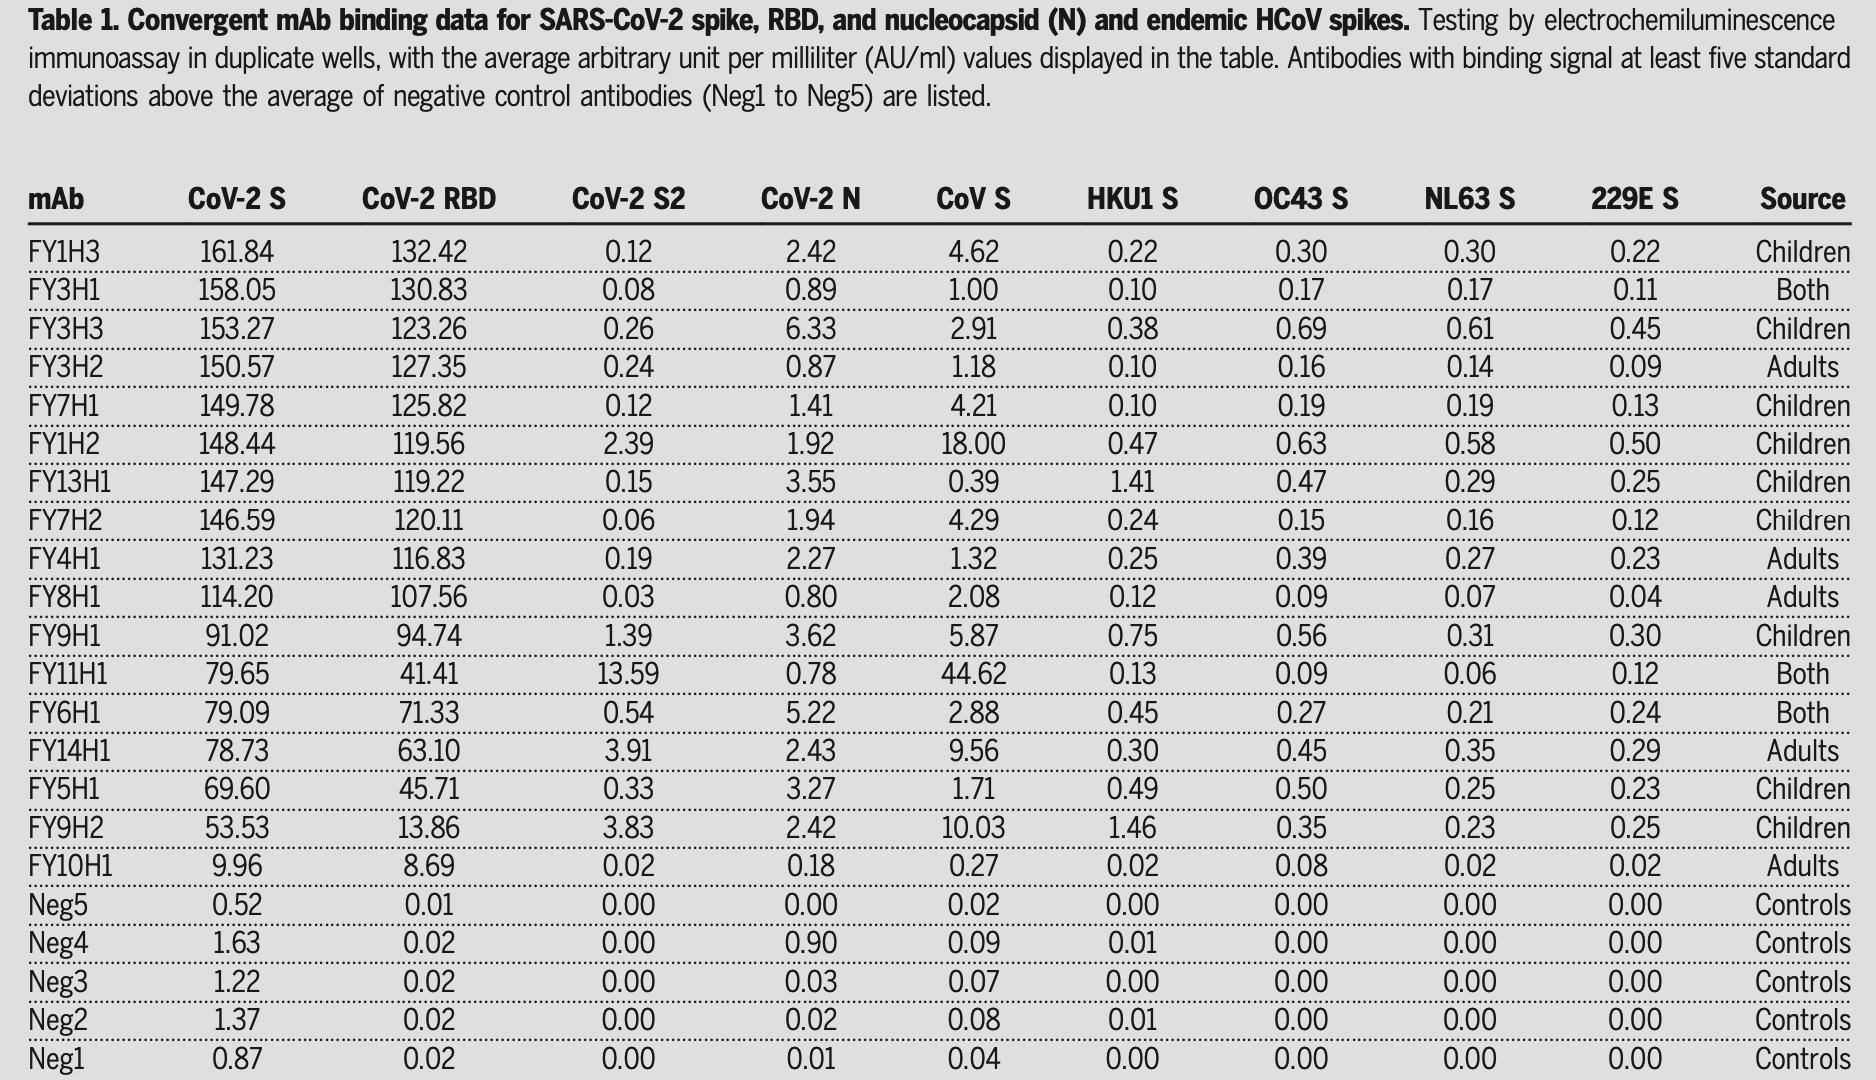 Table 1. Convergent mAb binding data for SARS-CoV-2 spike, RBD, and nucleocapsid (N) and endemic HCoV spikes. Testing by electrochemiluminescence
immunoassay in duplicate wells, with the average arbitrary unit per milliliter (AU/ml) values displayed in the table. Antibodies with binding signal at least five standard
deviations above the average of negative control antibodies (Neg1 to Neg5) are listed.
mAb CoV-2 S CoV-2 RBD CoV-2 S2 CoV-2 N CoV S HKU1 S OC43 S NL63 S 229E S Source
FY1H3 161.84 132.42 0.12 2.42 4.62 0.22 0.30 0.30 0.22 Children
FY3H1 158.05 130.83 0.08 0.89 1.00 0.10 0.17 0.17 0.11 Both
FY3H3 153.27 123.26 0.26 6.33 2.91 0.38 0.69 0.61 0.45 Children
FY3H2 150.57 127.35 0.24 0.87 1.18 0.10 0.16 0.14 0.09 Adults
FY7H1 149.78 125.82 0.12 1.41 4.21 0.10 0.19 0.19 0.13 Children
FY1H2 148.44 119.56 2.39 1.92 18.00 0.47 0.63 0.58 0.50 Children
FY13H1 147.29 119.22 0.15 3.55 0.39 1.41 0.47 0.29 0.25 Children
FY7H2 146.59 120.11 0.06 1.94 4.29 0.24 0.15 0.16 0.12 Children
FY4H1 131.23 116.83 0.19 2.27 1.32 0.25 0.39 0.27 0.23 Adults
FY8H1 114.20 107.56 0.03 0.80 2.08 0.12 0.09 0.07 0.04 Adults
FY9H1 91.02 94.74 1.39 3.62 5.87 0.75 0.56 0.31 0.30 Children
FY11H1 79.65 41.41 13.59 0.78 44.62 0.13 0.09 0.06 0.12 Both
FY6H1 79.09 71.33 0.54 5.22 2.88 0.45 0.27 0.21 0.24 Both
FY14H1 78.73 63.10 3.91 2.43 9.56 0.30 0.45 0.35 0.29 Adults
FY5H1 69.60 45.71 0.33 3.27 1.71 0.49 0.50 0.25 0.23 Children
FY9H2 53.53 13.86 3.83 2.42 10.03 1.46 0.35 0.23 0.25 Children
FY10H1 9.96 8.69 0.02 0.18 0.27 0.02 0.08 0.02 0.02 Adults
Neg5 0.52 0.01 0.00 0.00 0.02 0.00 0.00 0.00 0.00 Controls
Neg4 1.63 0.02 0.00 0.90 0.09 0.01 0.00 0.00 0.00 Controls
Neg3 1.22 0.02 0.00 0.03 0.07 0.00 0.00 0.00 0.00 Controls
Neg2 1.37 0.02 0.00 0.02 0.08 0.01 0.00 0.00 0.00 Controls
Neg1 0.87 0.02 0.00 0.01 0.04 0.00 0.00 0.00 0.00 Controls